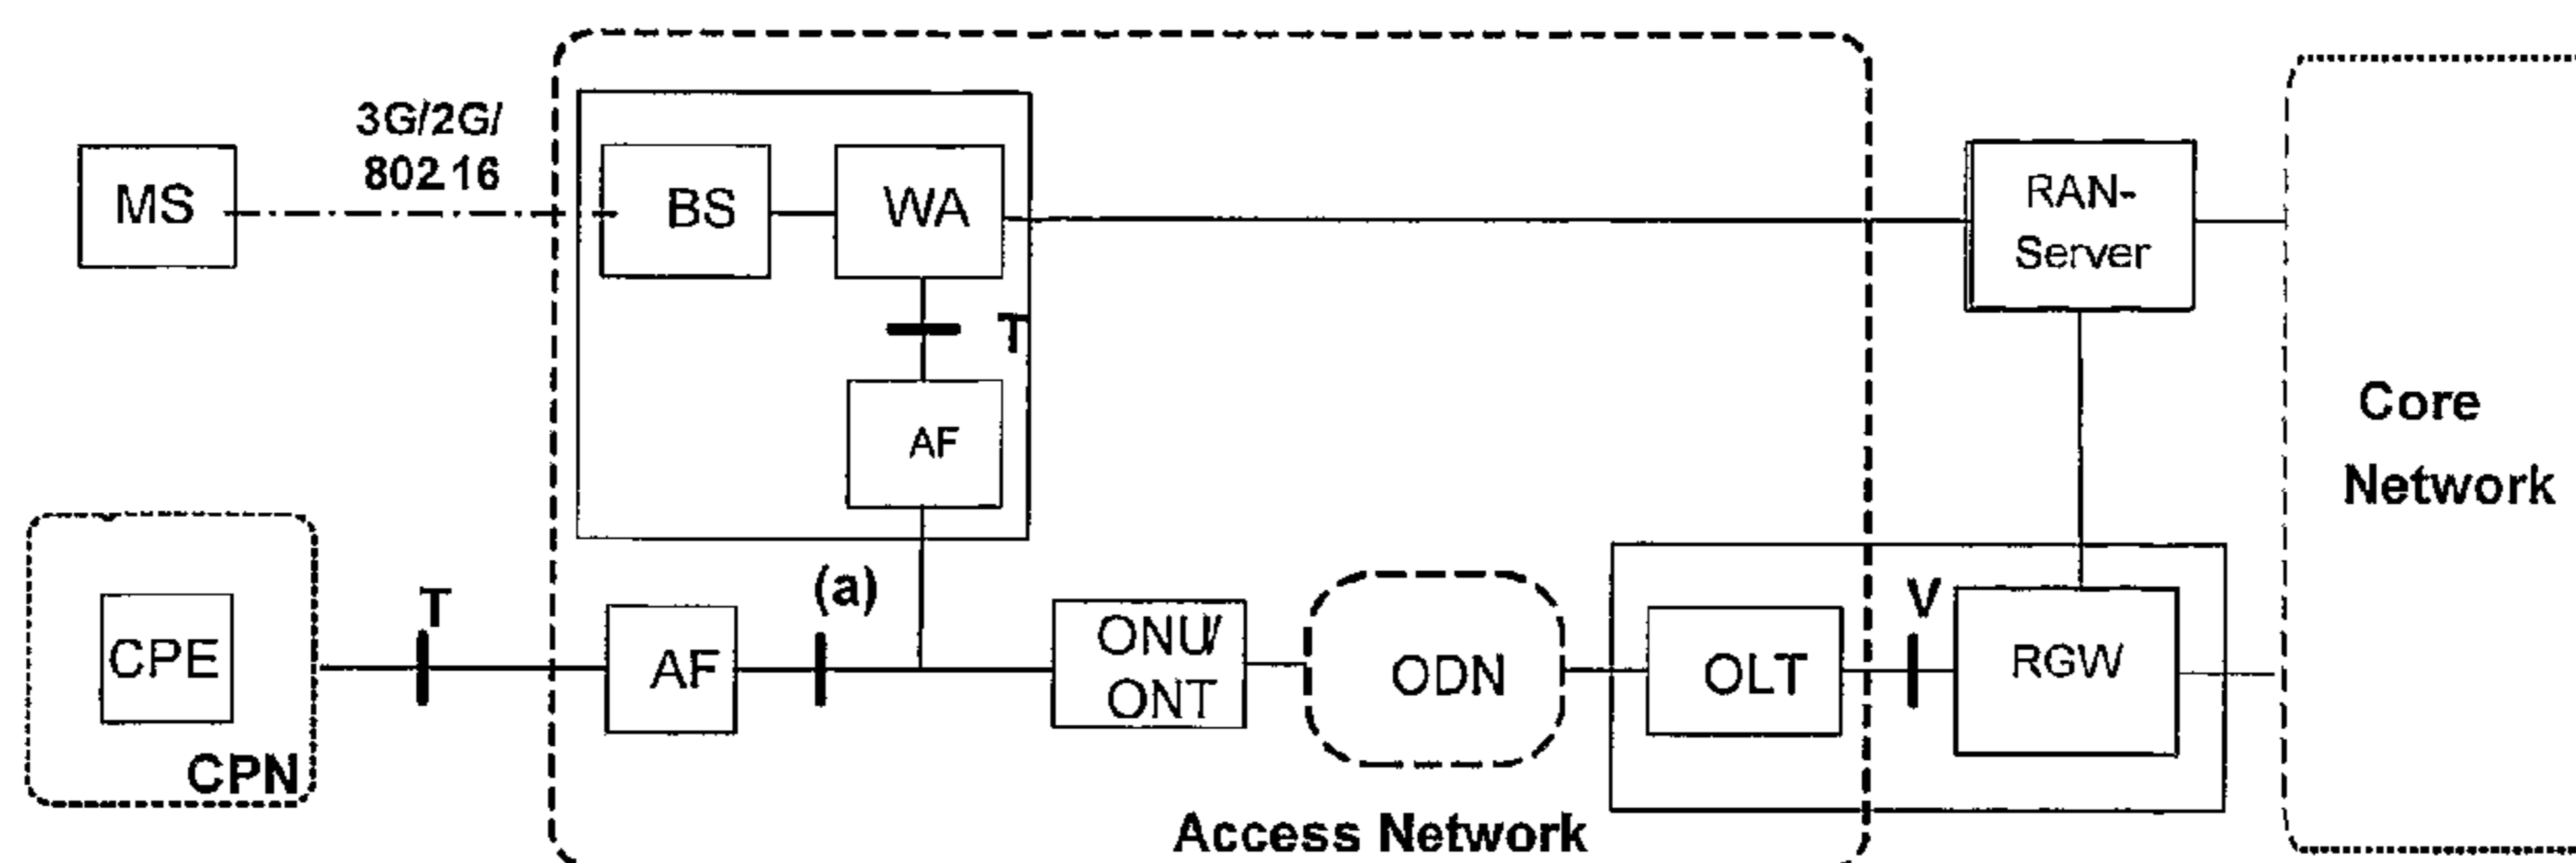 3G/2G/
802.16
MS
BS
WA
RAN-
Server
T
AF
Core
Network
CPE
CPN
T
AF
(a)
ONU/
ONT
ODN
OLT
V
RGW
Access Network